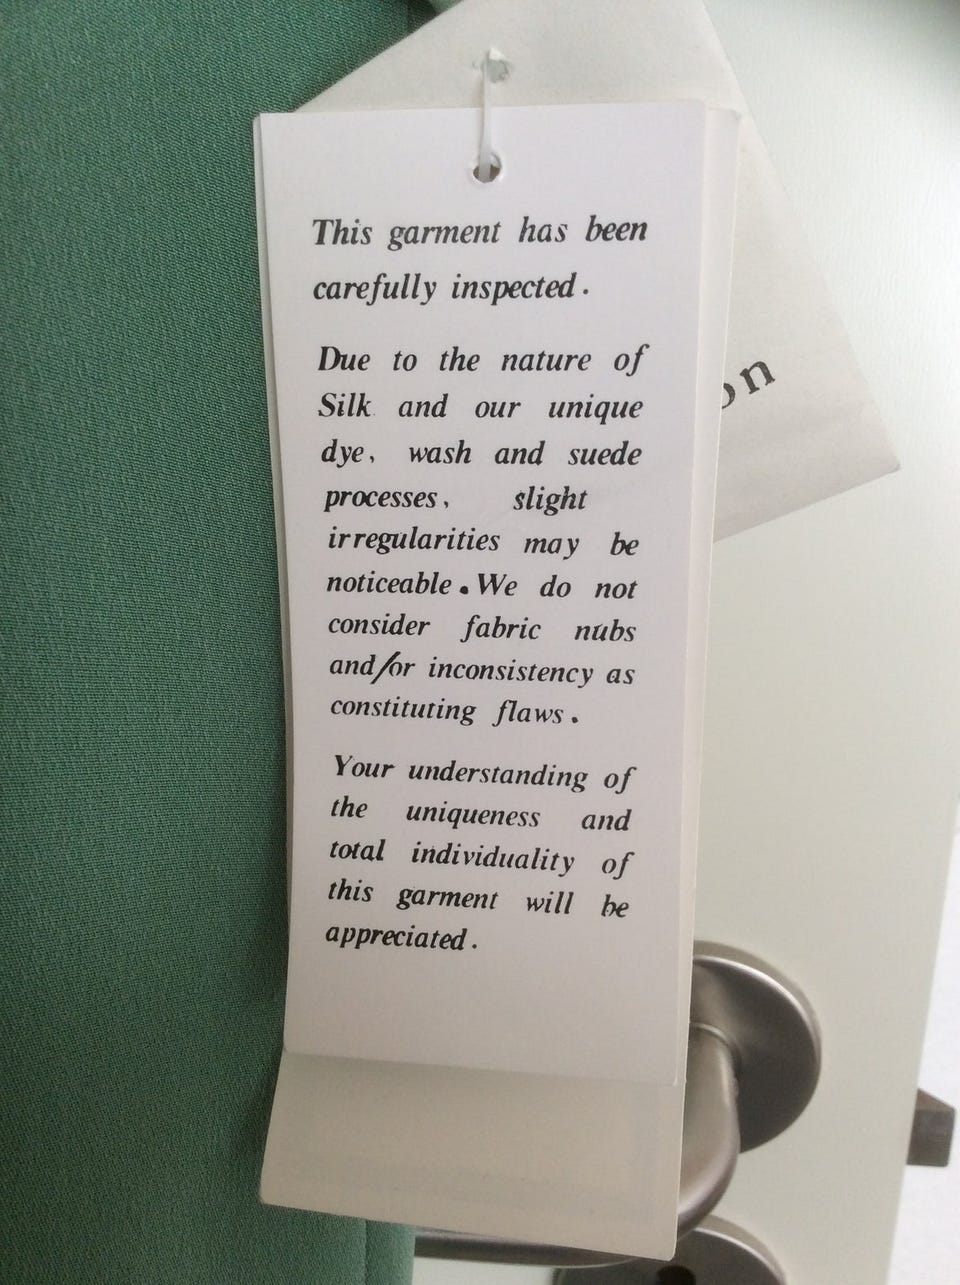 This garment has been
carefully inspected.
Due to the nature of
Silk and our unique
dye, wash and suede
processes, slight
irregularities may be
noticeable.We do not
consider fabric nubs
and/or inconsistency as
constituting flaws.
Your understanding of
the uniqueness and
total individuality of
this garment will be
appreciated.
on